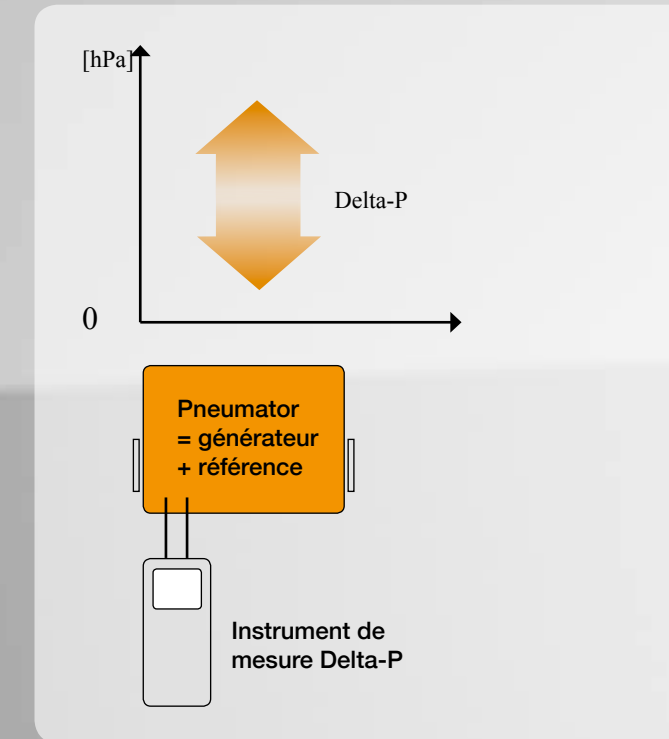 [hPa]
Delta-P
0
Pneumator
= générateur
+ référence
Instrument de
mesure Delta-P